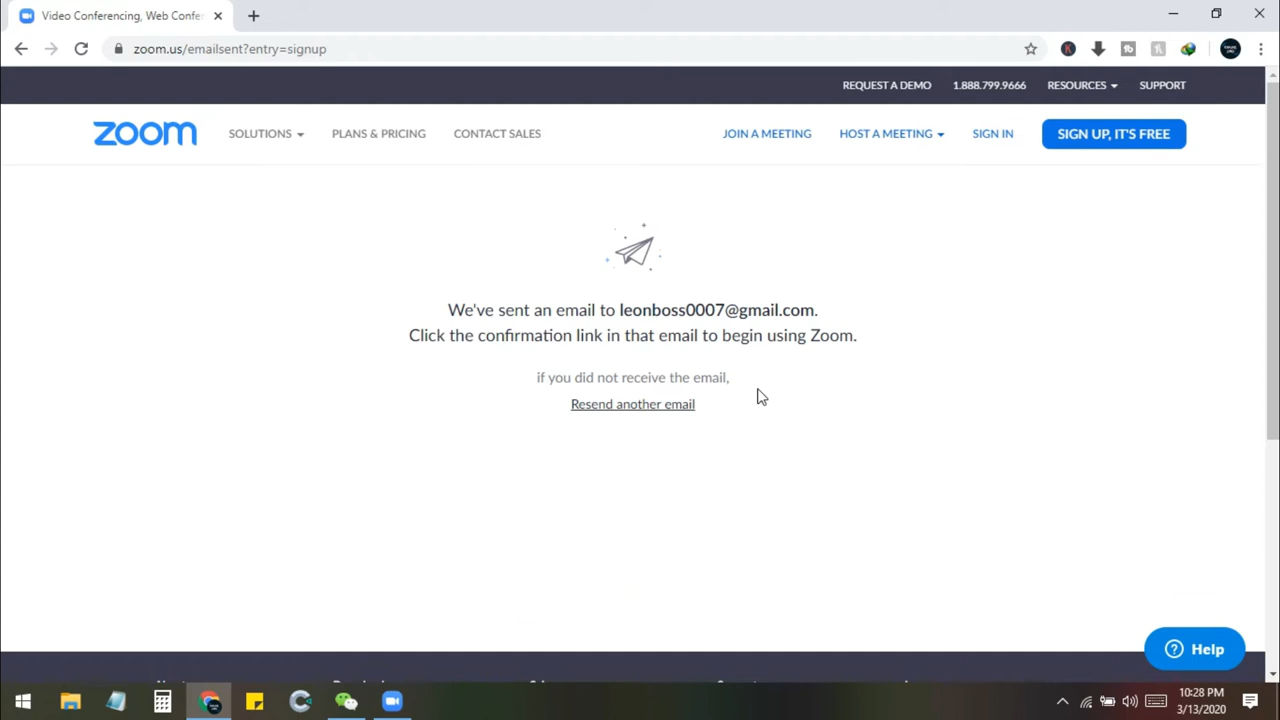 Video Conferencing, Web Confe
zoom.us/emailsent?entry=signup
REQUEST A DEMO 1.888.799.9666 RESOURCES SUPPORT
zoom SOLUTIONS PLANS & PRICING CONTACT SALES JOIN A MEETING HOST A MEETING SIGN IN SIGN UP, IT'S FREE
We've sent an email to leonboss0007@gmail.com.
Click the confirmation link in that email to begin using Zoom.
if you did not receive the email,
Resend another email
Help
10:28 PM
3/13/2020